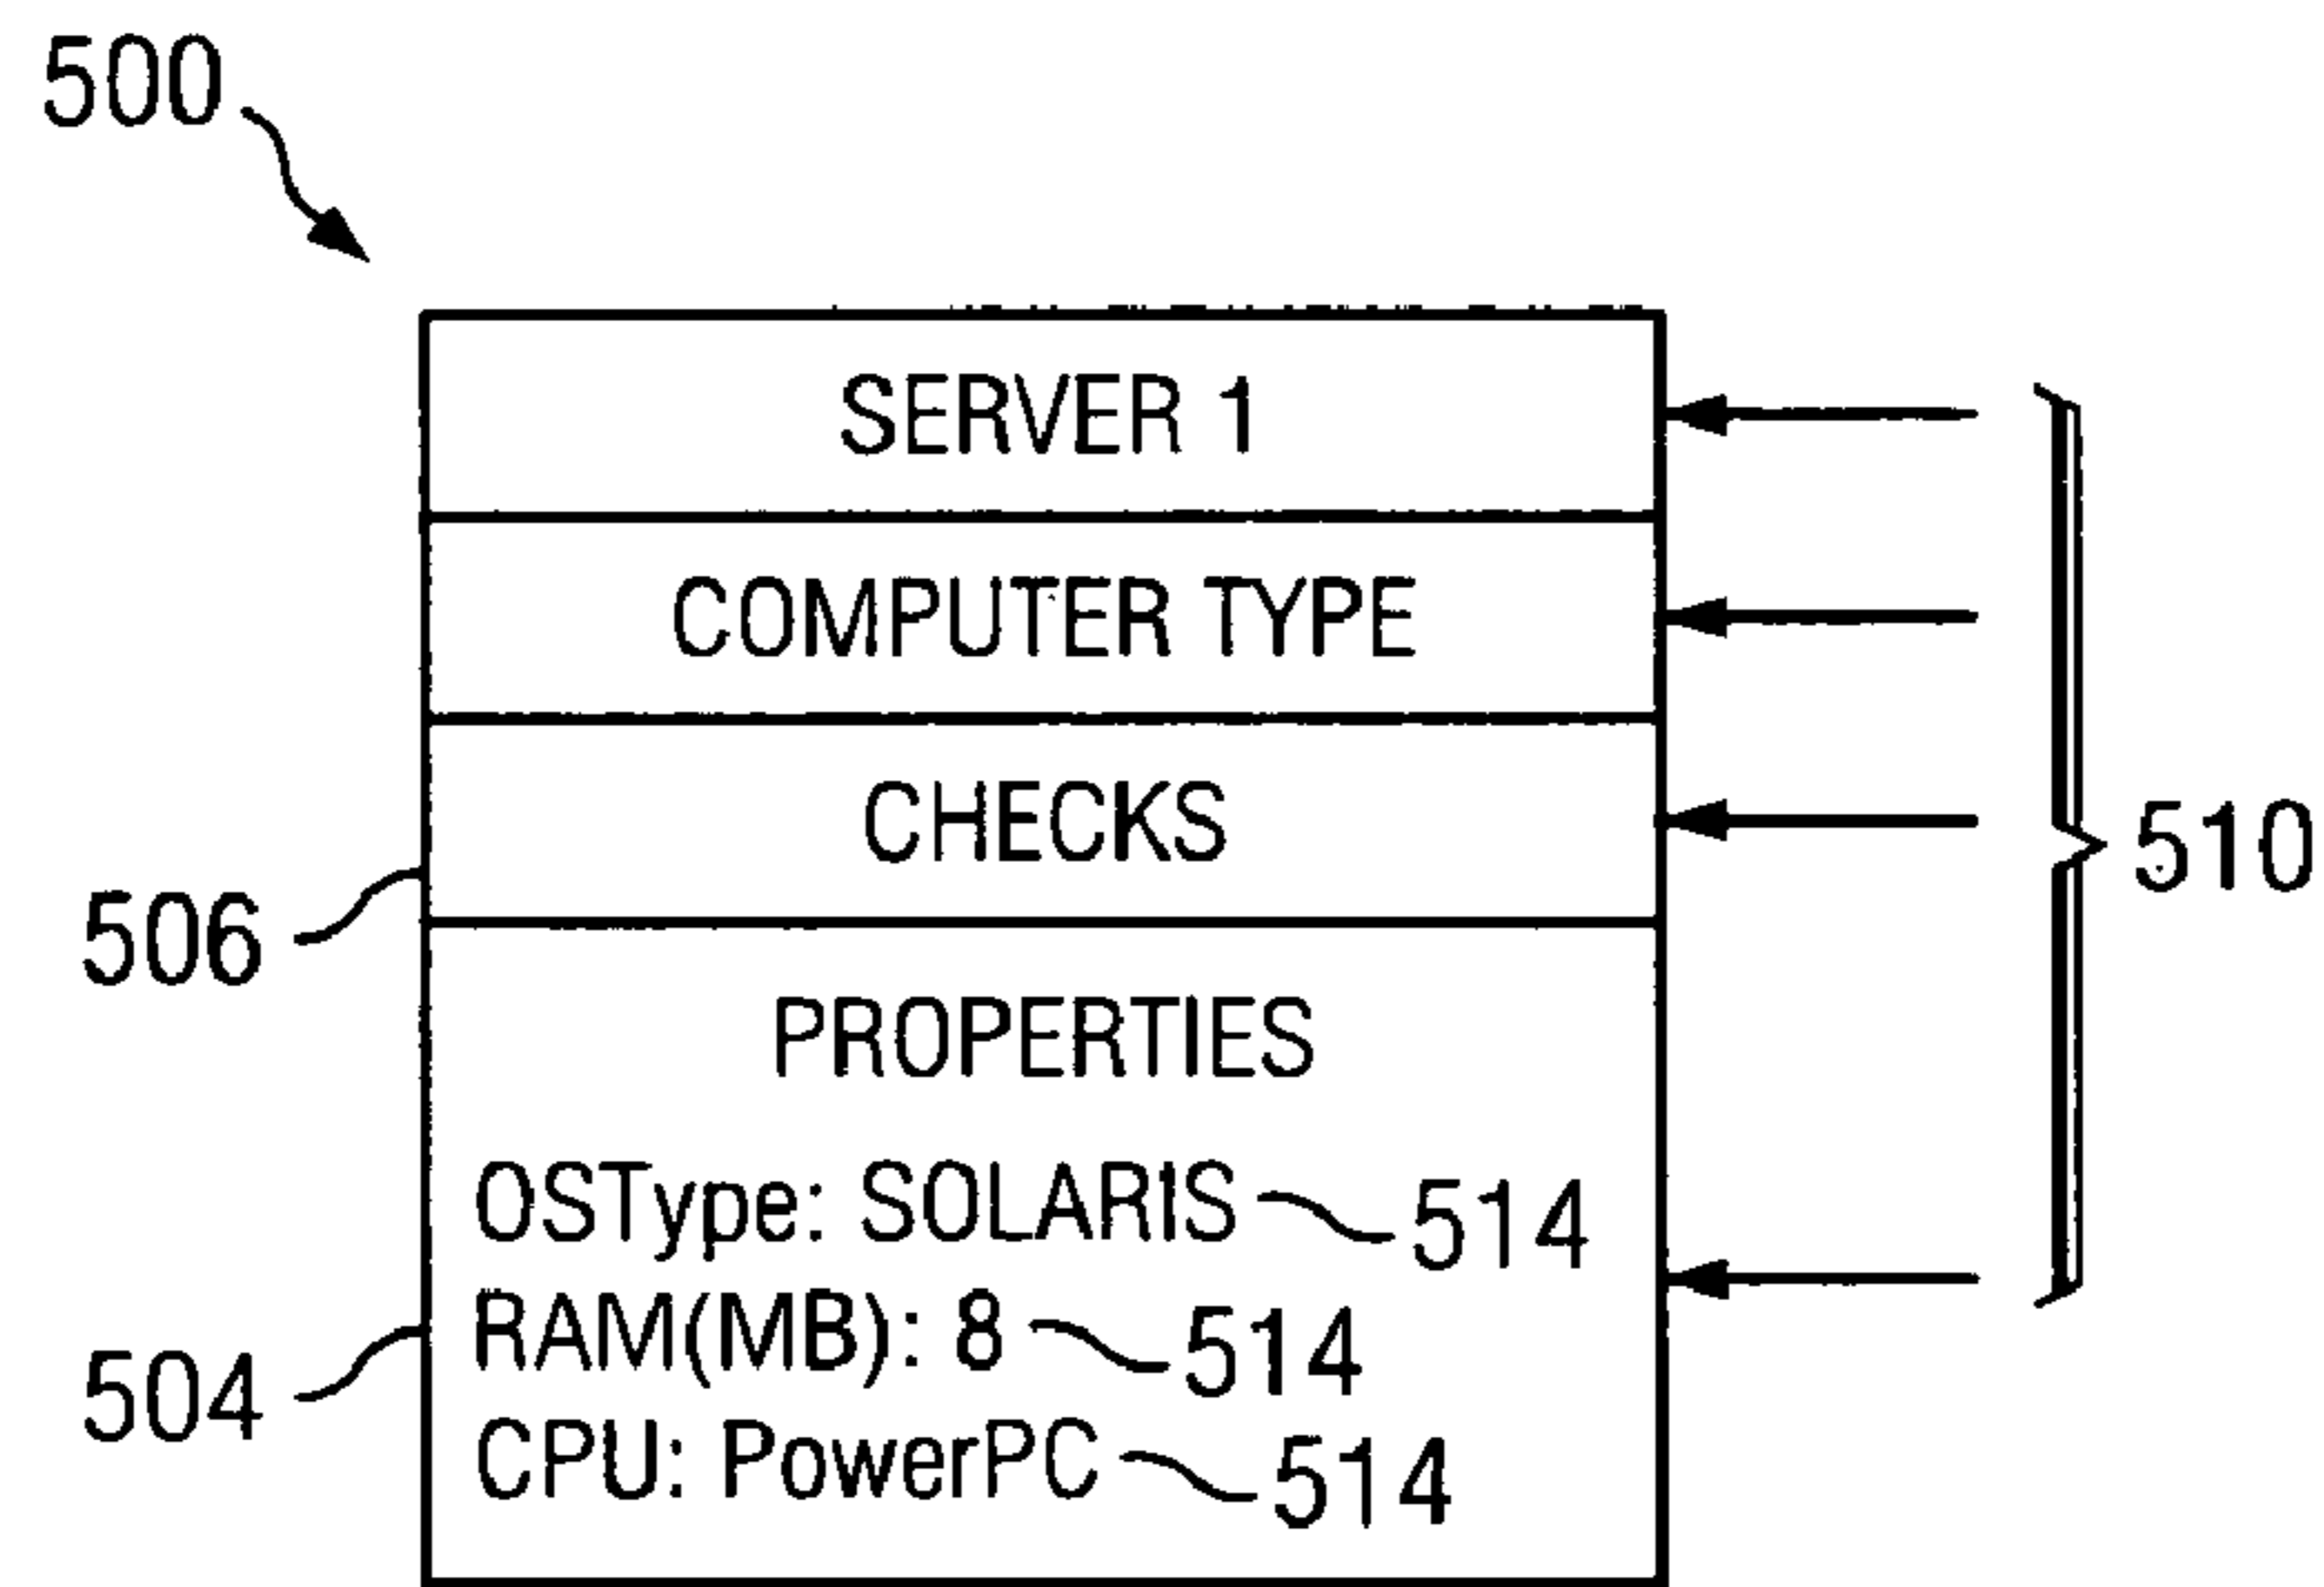 500
SERVER 1
COMPUTER TYPE
CHECKS
506
510
PROPERTIES
OSType: SOLARIS 514
RAM(MB): 8 514
504
CPU: PowerPC 514